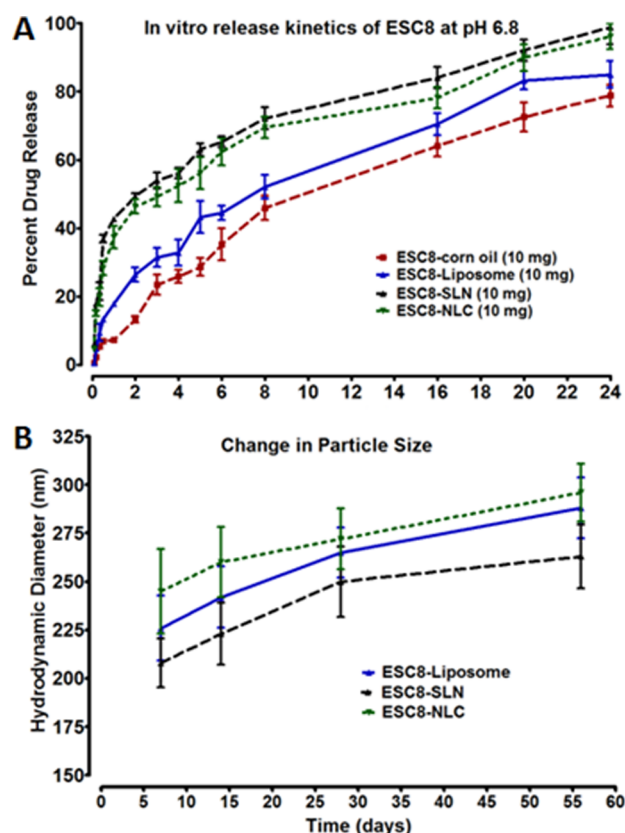 A
In vitro release kinetics of ESC8 at pH 6.8
Percent Drug Release
100
80
60
40
20
0
ESC8-corn oil (10 mg)
ESC8-Liposome (10 mg)
ESC8-SLN (10 mg)
ESC8-NLC (10 mg)
0 2 4 6 8 10 12 14 16 18 20 22 24
B
Change in Particle Size
Hydrodynamic Diameter (nm)
325
300
275
250
225
200
175
150
ESC8-Liposome
ESC8-SLN
ESC8-NLC
0 5 10 15 20 25 30 35 40 45 50 55 60
Time (days)